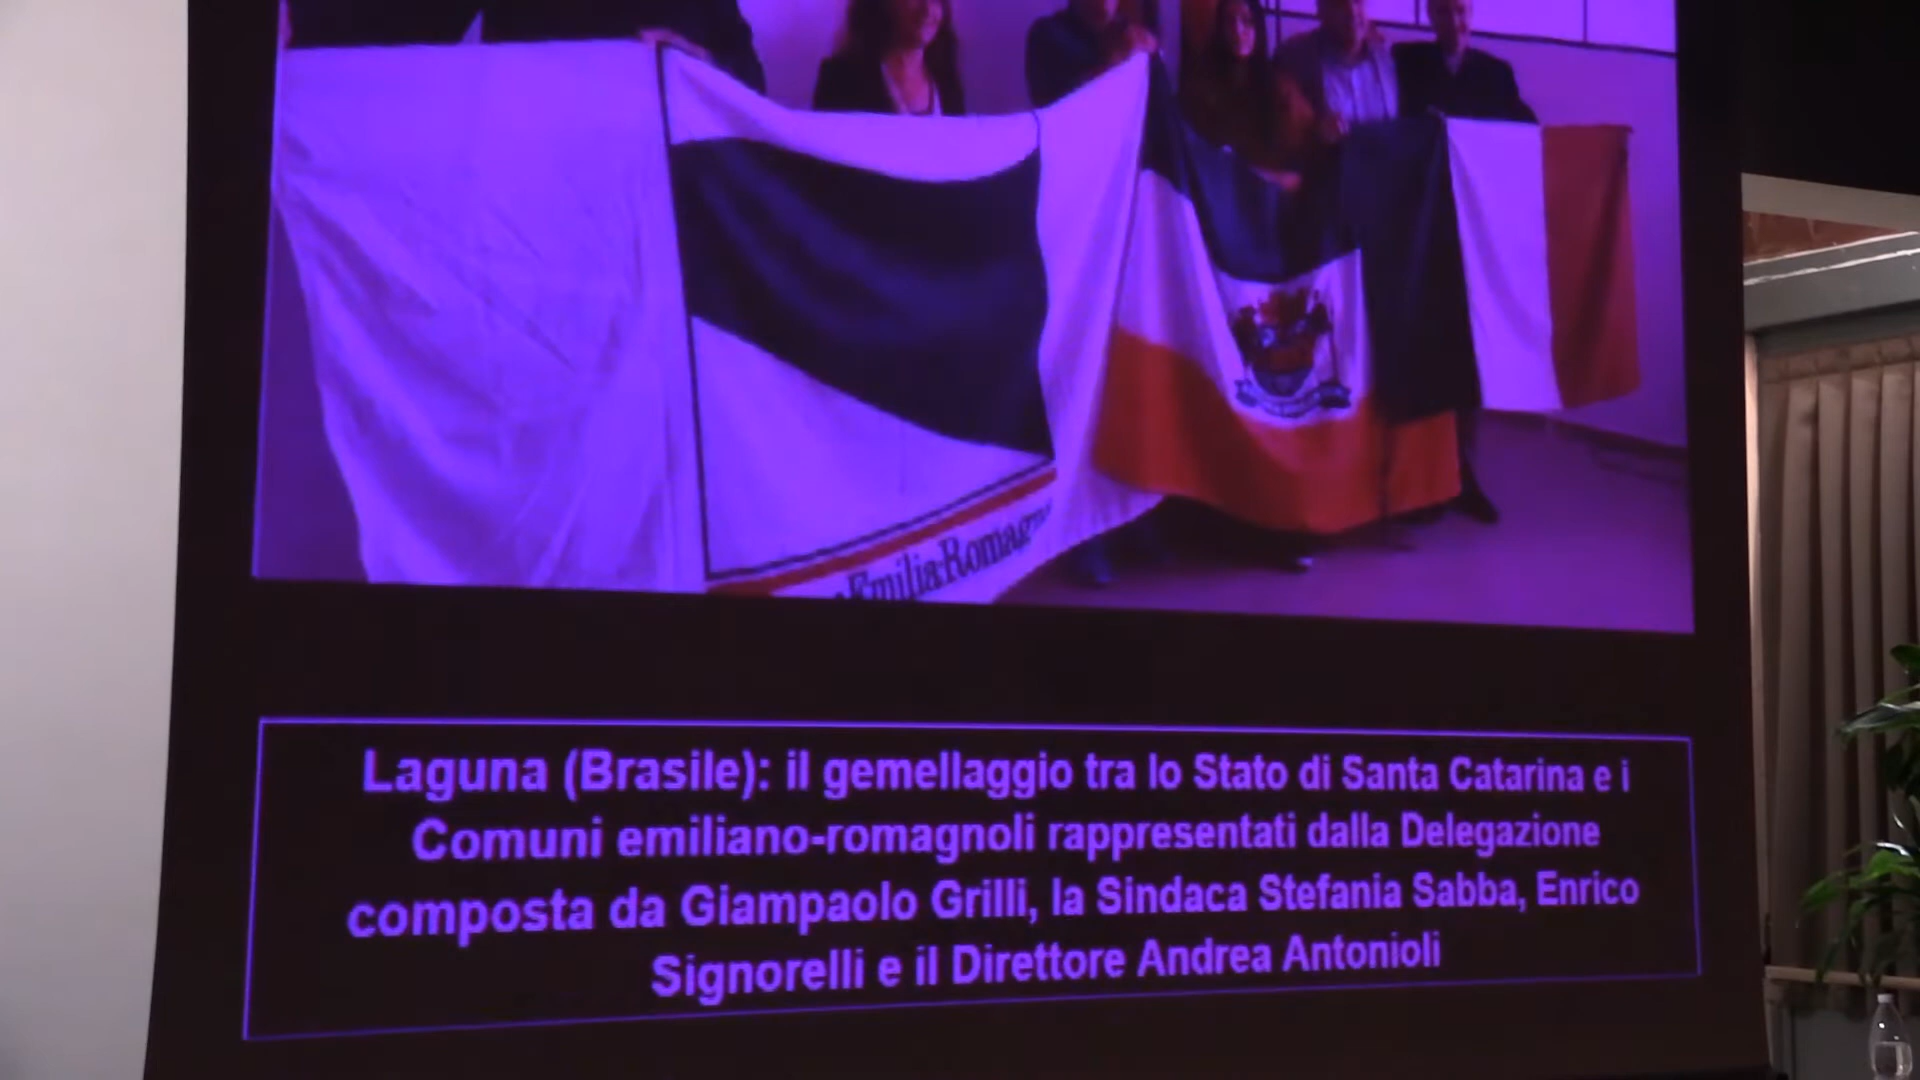 Emilia-Romagna
Laguna (Brasile): il gemellaggio tra lo Stato di Santa Catarina e i
Comuni emiliano-romagnoli rappresentati dalla Delegazione
composta da Giampaolo Grilli, la Sindaca Stefania Sabba, Enrico
Signorelli e il Direttore Andrea Antonioli